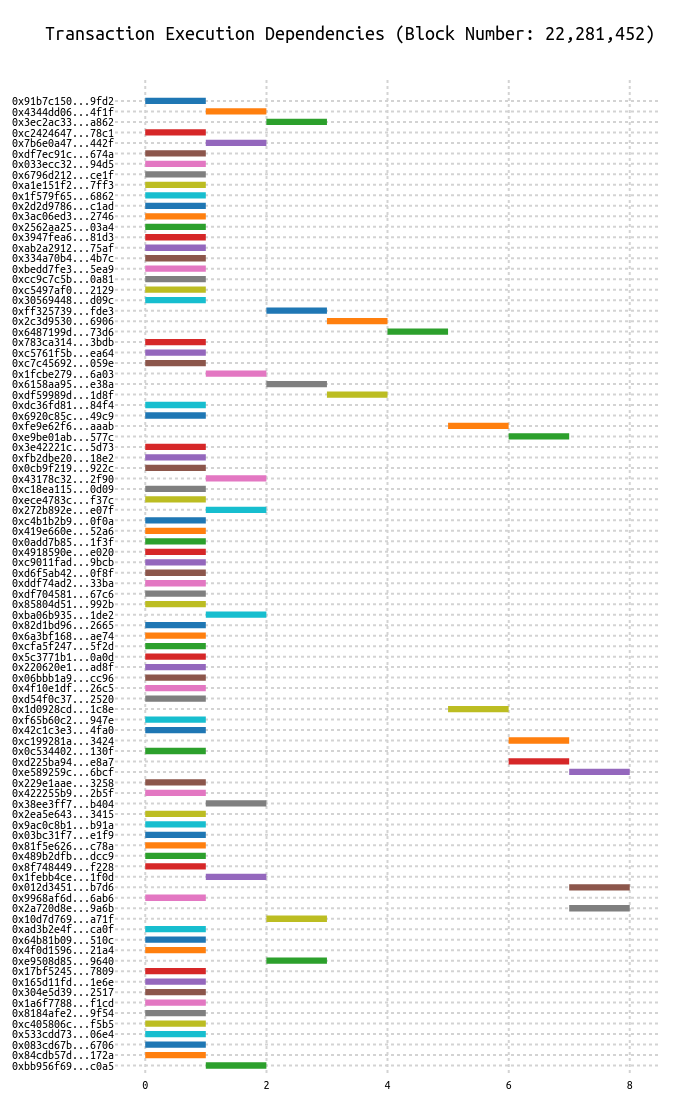 Transaction Execution Dependencies (Block Number: 22,281,452)
0x91b7c150...9fd2
0x4344dd06...4f1f
0x3ec2ac33...a862
0xc2424647...78c1
0x7b6e0a47...442f
0xdf7ec91c...674a
0x033ecc32...94d5
0x6796d212...ce1f
0xa1e151f2...7ff3
0x1f579f65...6862
0x2d2d9786...c1ad
0x3ac06ed3...2746
0x2562aa25...03a4
0x3947fea6...81d3
0xab2a2912...75af
0x334a70b4...4b7c
0xbedd7fe3...5ea9
0xcc9c7c5b...0a81
0xc5497af0...2129
0x30569448...d09c
0xff325739...fde3
0x2c3d9530...6906
0x6487199d...73d6
0x783ca314...3bdb
0xc5761f5b...ea64
0xc7c45692...059e
0x1fcbe279...6a03
0x6158aa95...e38a
0xdf59989d...1d8f
0xdc36fd81...84f4
0x6920c85c...49c9
0xfe9e62f6...aaab
0xe9be01ab...577c
0x3e42221c...5d73
0xfb2dbe20...18e2
0x0cb9f219...922c
0x43178c32...2f90
0xc18ea115...0d09
0xece4783c...f37c
0x272b892e...e07f
0xc4b1b2b9...0f0a
0x419e660e...52a6
0x0add7b85...1f3f
0x4918590e...e020
0xc9011fad...9bcb
0xd6f5ab42...0f8f
0xddf74ad2...33ba
0xdf704581...67c6
0x85804d51...992b
0xba06b935...1de2
0x82d1bd96...2665
0x6a3bf168...ae74
0xcfa5f247...5f2d
0x5c3771b1...0a0d
0x220620e1...ad8f
0x06bbb1a9...cc96
0x4f10e1df...26c5
0xd54f0c37...2520
0x1d0928cd...1c8e
0xf65b60c2...947e
0x42c1c3e3...4fa0
0xc199281a...3424
0x0c534402...130f
0xd225ba94...e8a7
0xe589259c...6bcf
0x229e1aae...3258
0x422255b9...2b5f
0x38ee3ff7...b404
0x2ea5e643...3415
0x9ac0c8b1...b91a
0x03bc31f7...e1f9
0x81f5e626...c78a
0x489b2dfb...dcc9
0x8f748449...f228
0x1febb4ce...1f0d
0x012d3451...b7d6
0x9968af6d...6ab6
0x2a720d8e...9a6b
0x10d7d769...a71f
0xad3b2e4f...ca0f
0x64b81b09...510c
0x4f0d1596...21a4
0xe9508d85...9640
0x17bf5245...7809
0x165d11fd...1e6e
0x304e5d39...2517
0x1a6f7788...f1cd
0x8184afe2...9f54
0xc405806c...f5b5
0x533cdd73...06e4
0x083cd67b...6706
0x84cdb57d...172a
0xbb956f69...c0a5
0 2 4 6 8